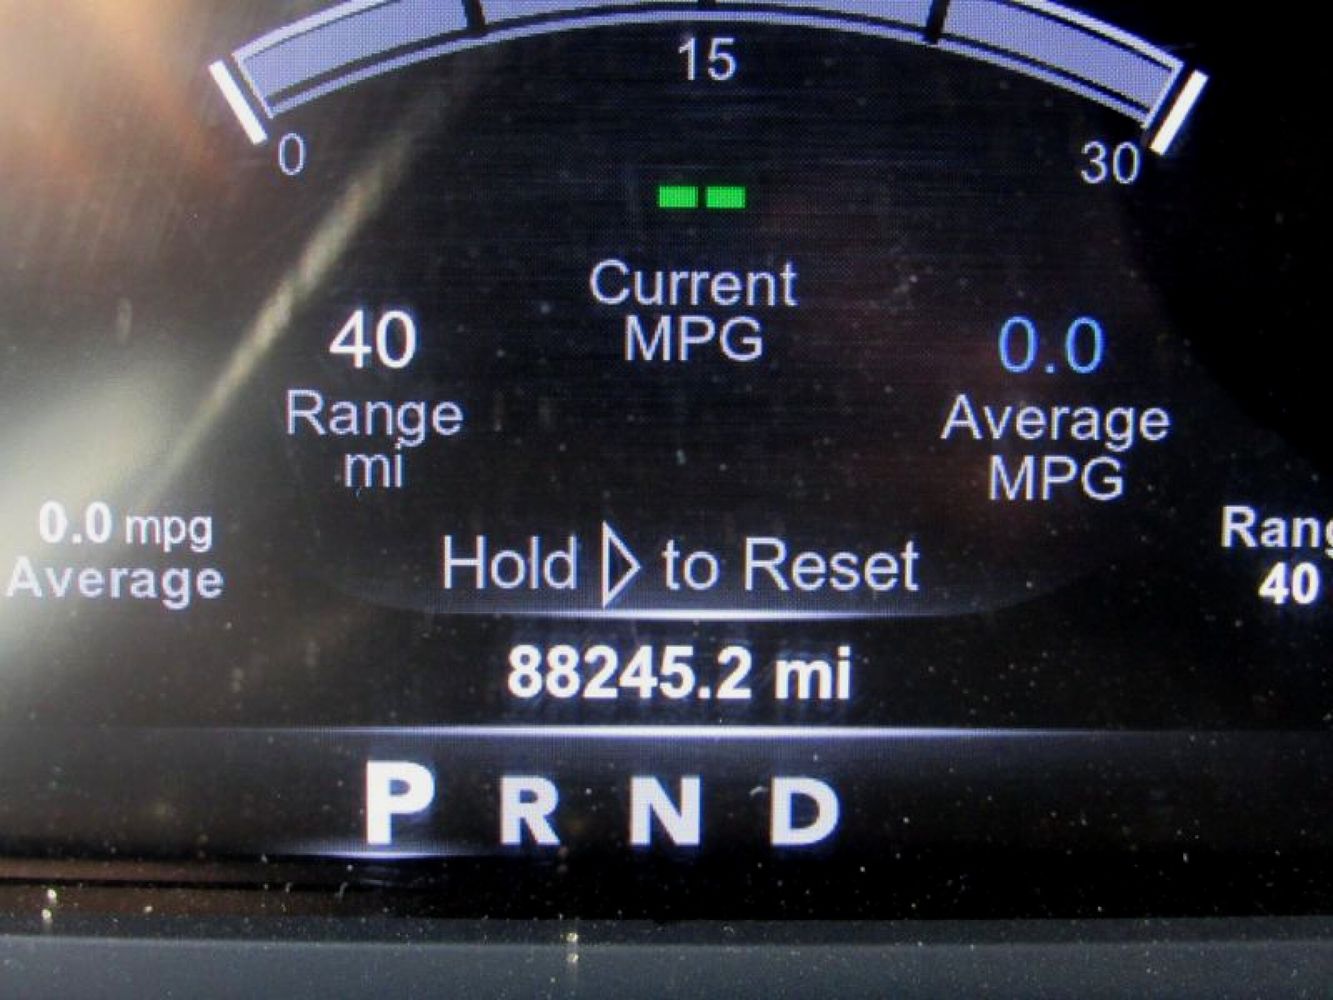 15
0
30
--
Current
MPG
40
Range
mi
0.0
Average
MPG
0.0 mpg
Average
Rang
40
Hold ▷ to Reset
88245.2 mi
P R N D